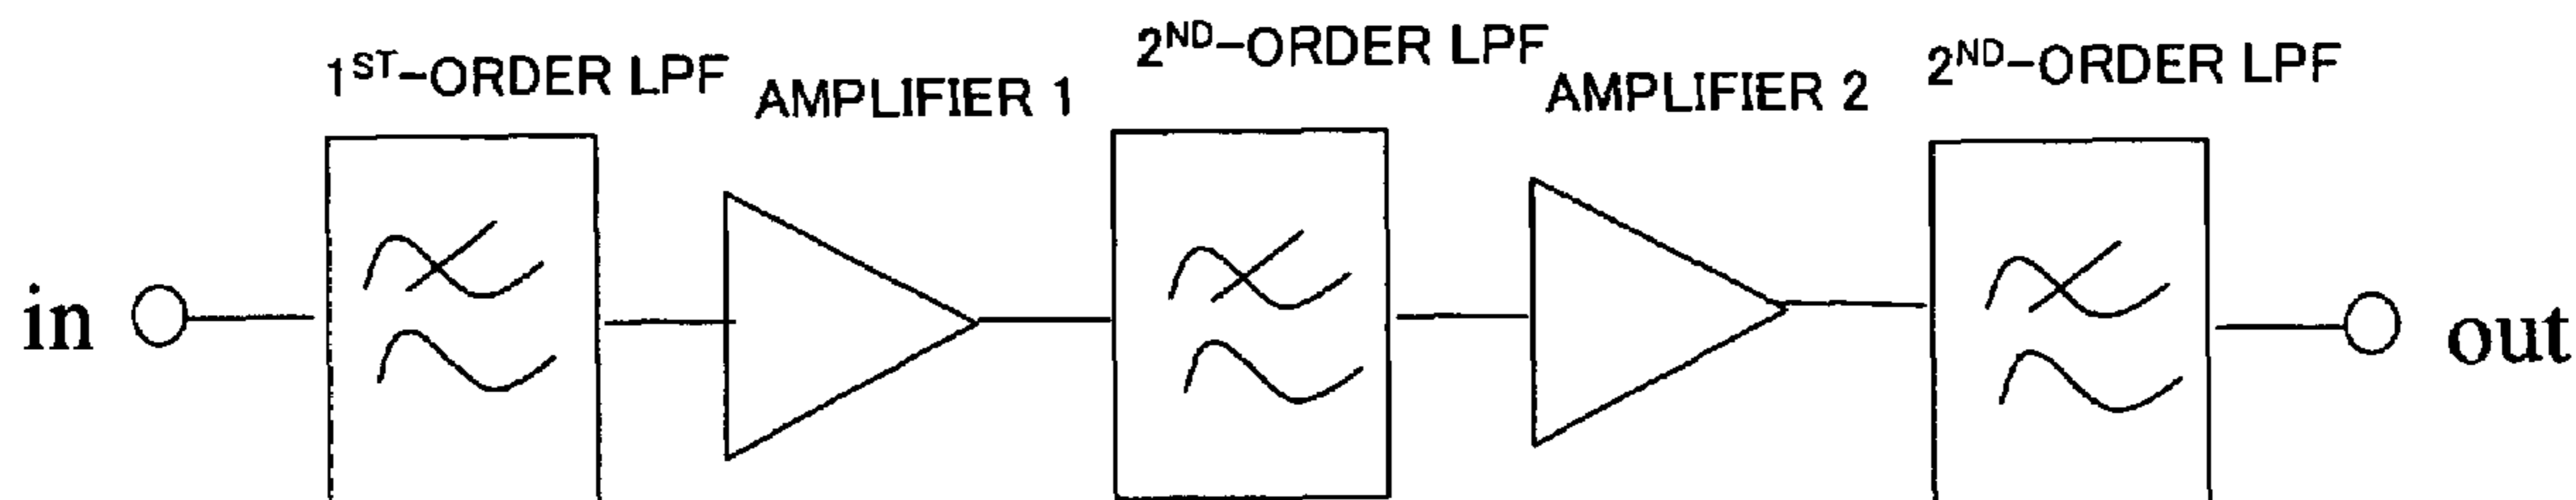 1ST-ORDER LPF
AMPLIFIER 1
2ND-ORDER LPF
AMPLIFIER 2
2ND-ORDER LPF
in
out